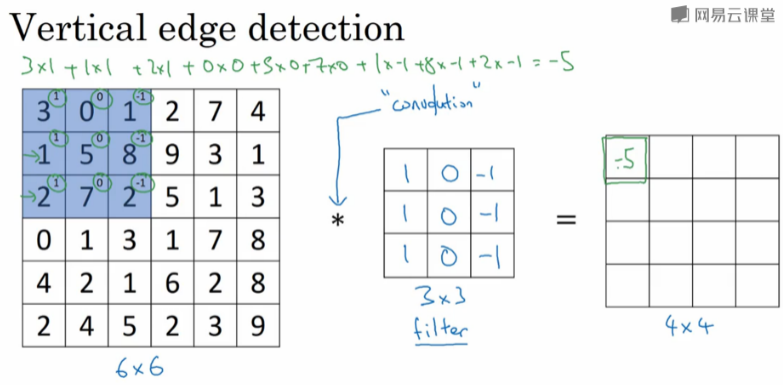 Vertical edge detection
网易云课堂
3×1 + 1×1 + 2×1 + 0×0 + 5×0 + 7×0 + 1×-1 + 8×-1 + 2×-1 = -5
"convolution"
3 1 0 0 1 -1 2 7 4
→1 1 5 0 8 -1 9 3 1
→2 1 7 0 2 -1 5 1 3
0 1 3 1 7 8
4 2 1 6 2 8
2 4 5 2 3 9
6×6
*
1 0 -1
1 0 -1
1 0 -1
3×3
filter
=
-5
4×4